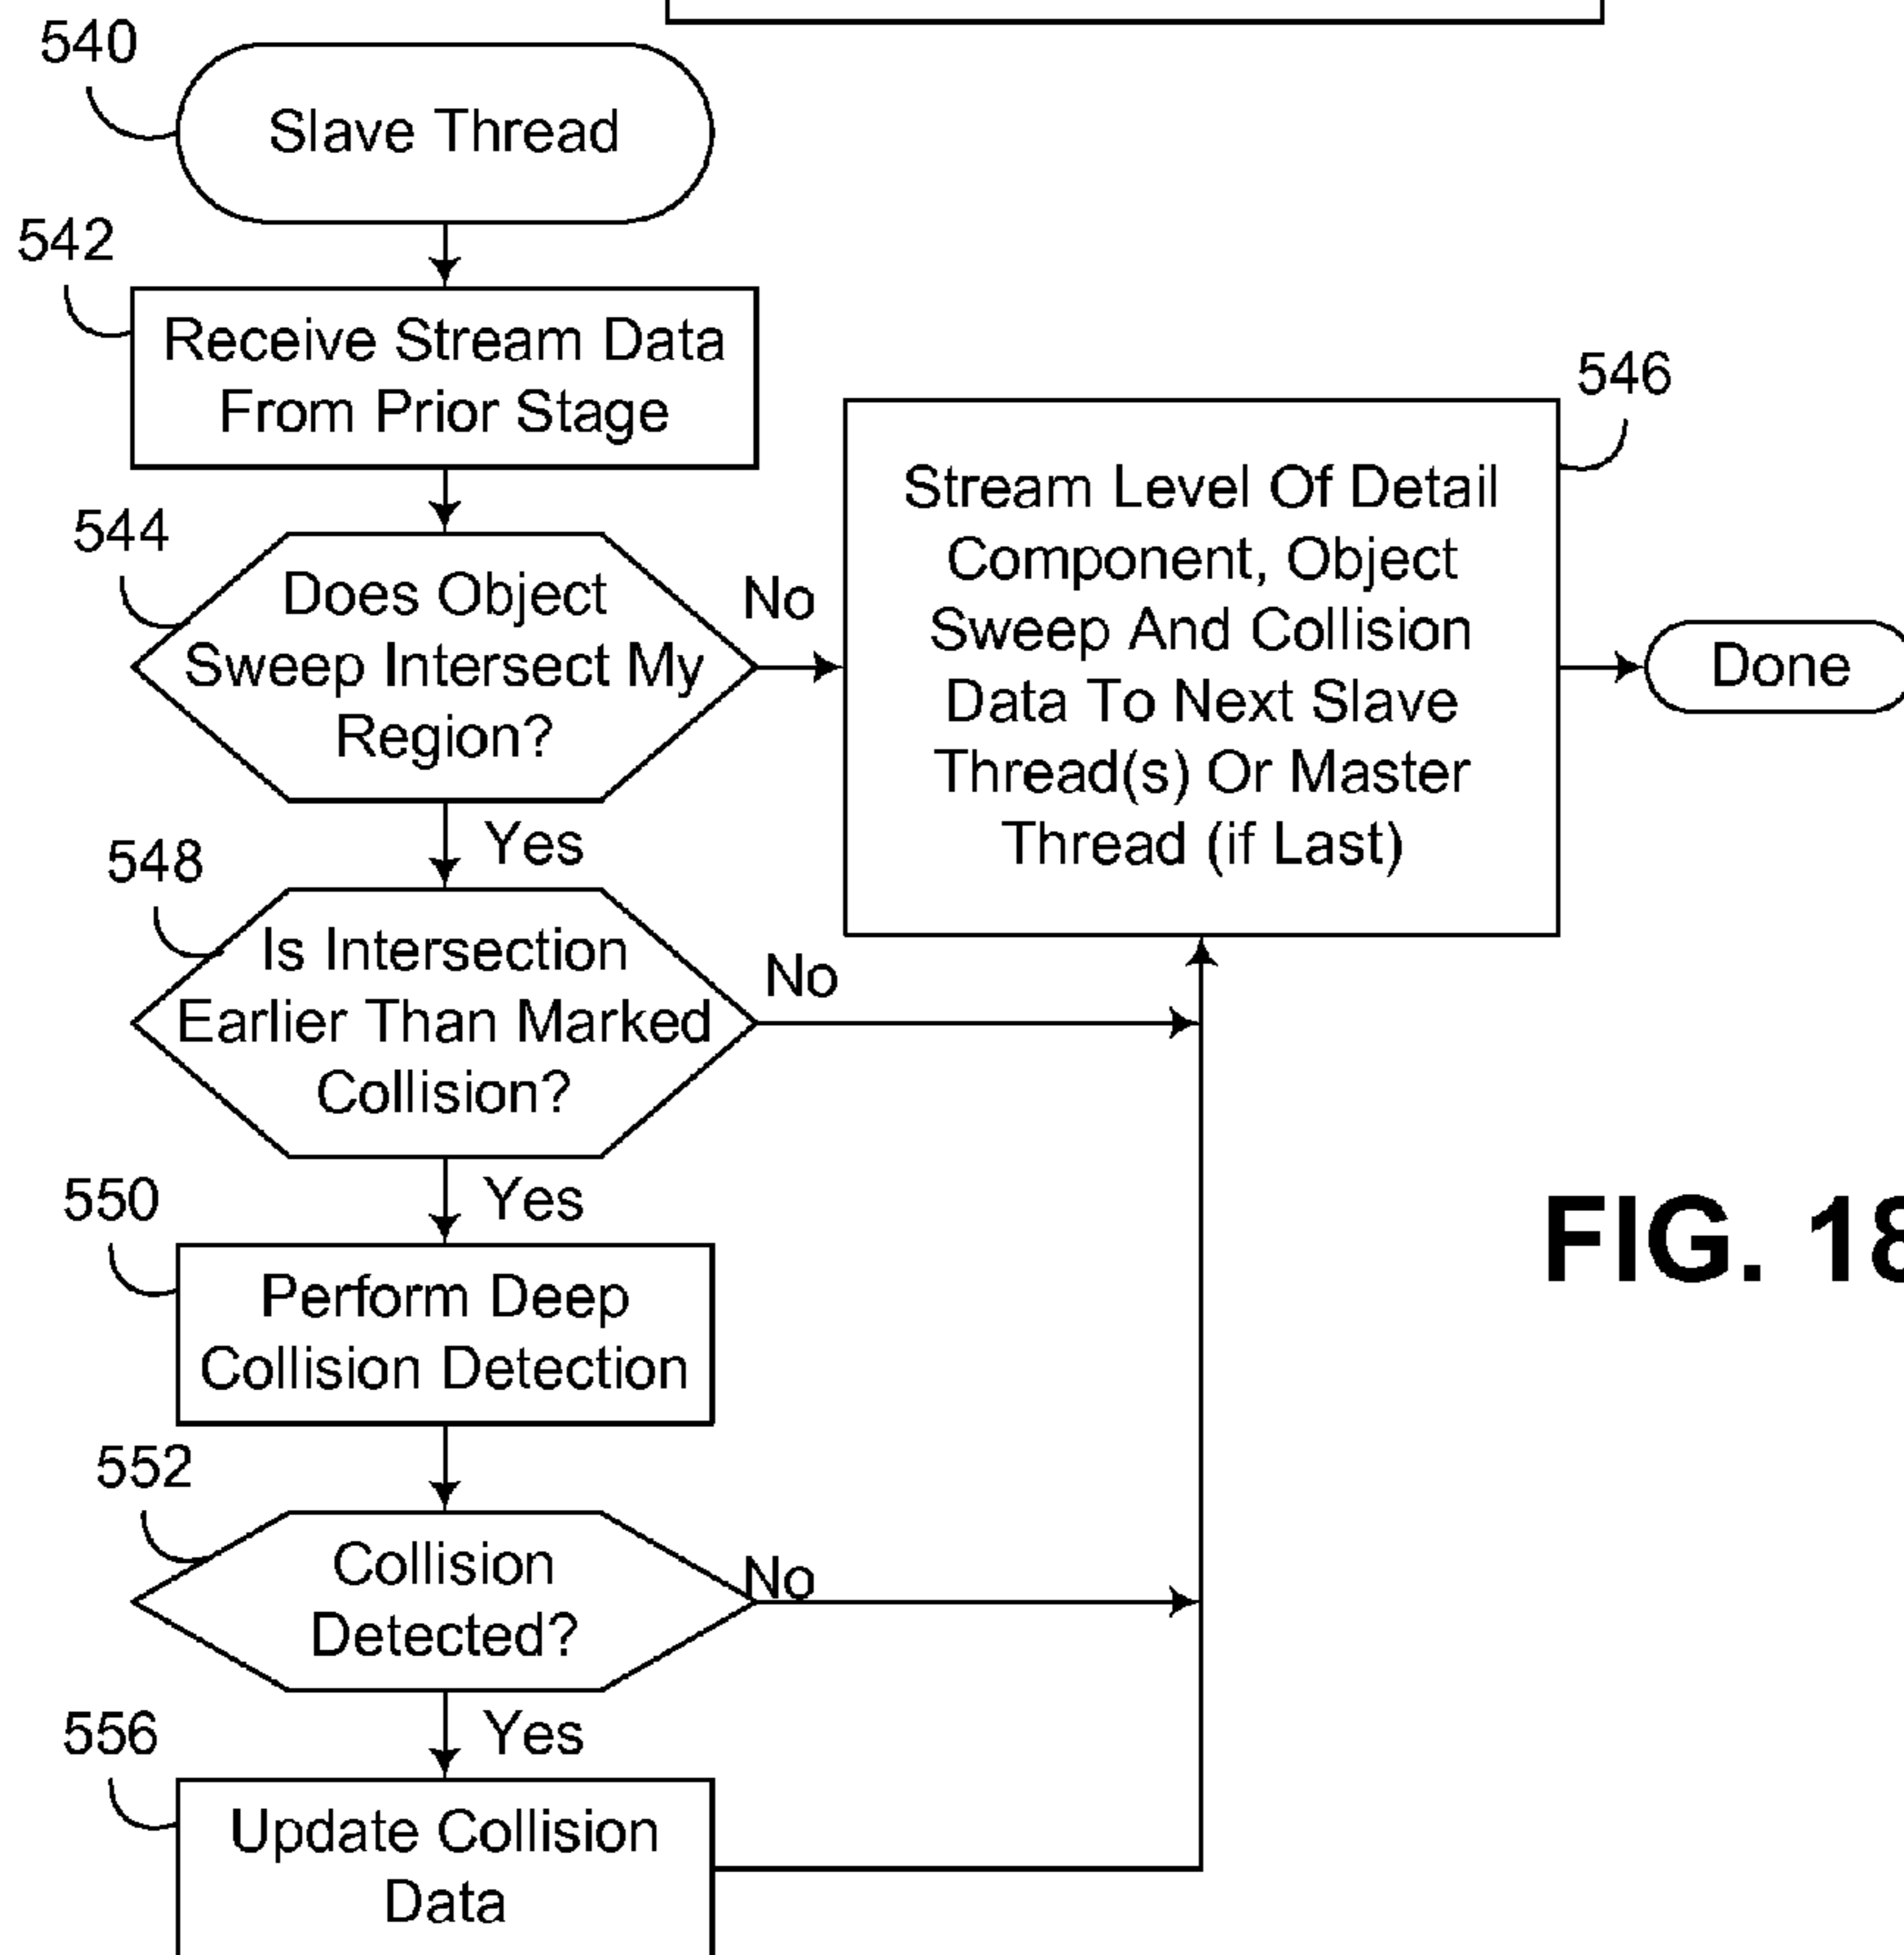 540
Slave Thread
542
Receive Stream Data
From Prior Stage
544
Does Object
Sweep Intersect My
Region?
No
546
Stream Level Of Detail
Component, Object
Sweep And Collision
Data To Next Slave
Thread(s) Or Master
Thread (if Last)
Done
Yes
548
Is Intersection
Earlier Than Marked
Collision?
No
Yes
550
Perform Deep
Collision Detection
FIG. 18
552
Collision
Detected?
No
Yes
556
Update Collision
Data